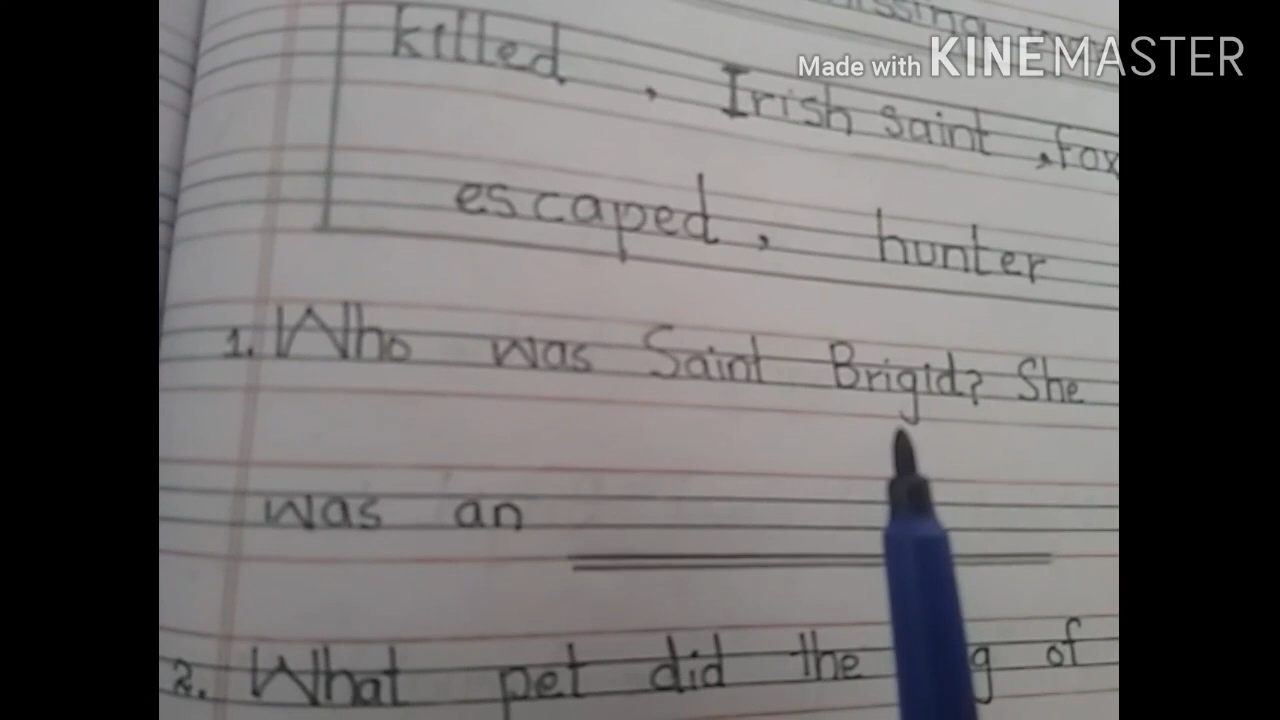 Made with KINEMASTER
killed , Irish saint , Fox
escaped , hunter
1. Who was Saint Brigid? She
was an
2. What pet did the of